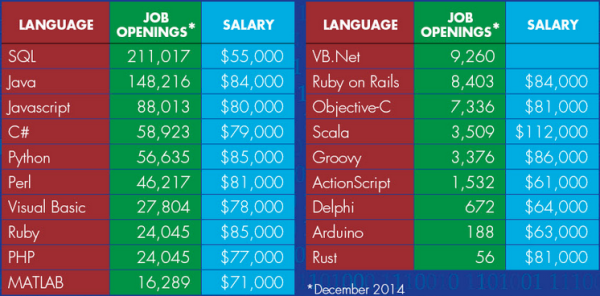 LANGUAGE JOB OPENINGS* SALARY
SQL 211,017 $55,000
Java 148,216 $84,000
Javascript 88,013 $80,000
C# 58,923 $79,000
Python 56,635 $85,000
Perl 46,217 $81,000
Visual Basic 27,804 $78,000
Ruby 24,045 $85,000
PHP 24,045 $77,000
MATLAB 16,289 $71,000
LANGUAGE JOB OPENINGS* SALARY
VB.Net 9,260
Ruby on Rails 8,403 $84,000
Objective-C 7,336 $81,000
Scala 3,509 $112,000
Groovy 3,376 $86,000
ActionScript 1,532 $61,000
Delphi 672 $64,000
Arduino 188 $63,000
Rust 56 $81,000
*December 2014